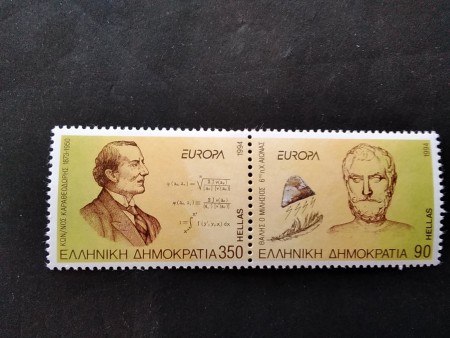 ΚΩΝ/ΝΟΣ ΚΑΡΑΘΕΟΔΩΡΗΣ 1873-1950
EUROPA
1994
HELLAS
ΕΛΛΗΝΙΚΗ ΔΗΜΟΚΡΑΤΙΑ 350
EUROPA
ΘΑΛΗΣ Ο ΜΙΛΗΣΙΟΣ 6ος π.Χ. ΑΙΩΝΑΣ
1994
HELLAS
ΕΛΛΗΝΙΚΗ ΔΗΜΟΚΡΑΤΙΑ 90